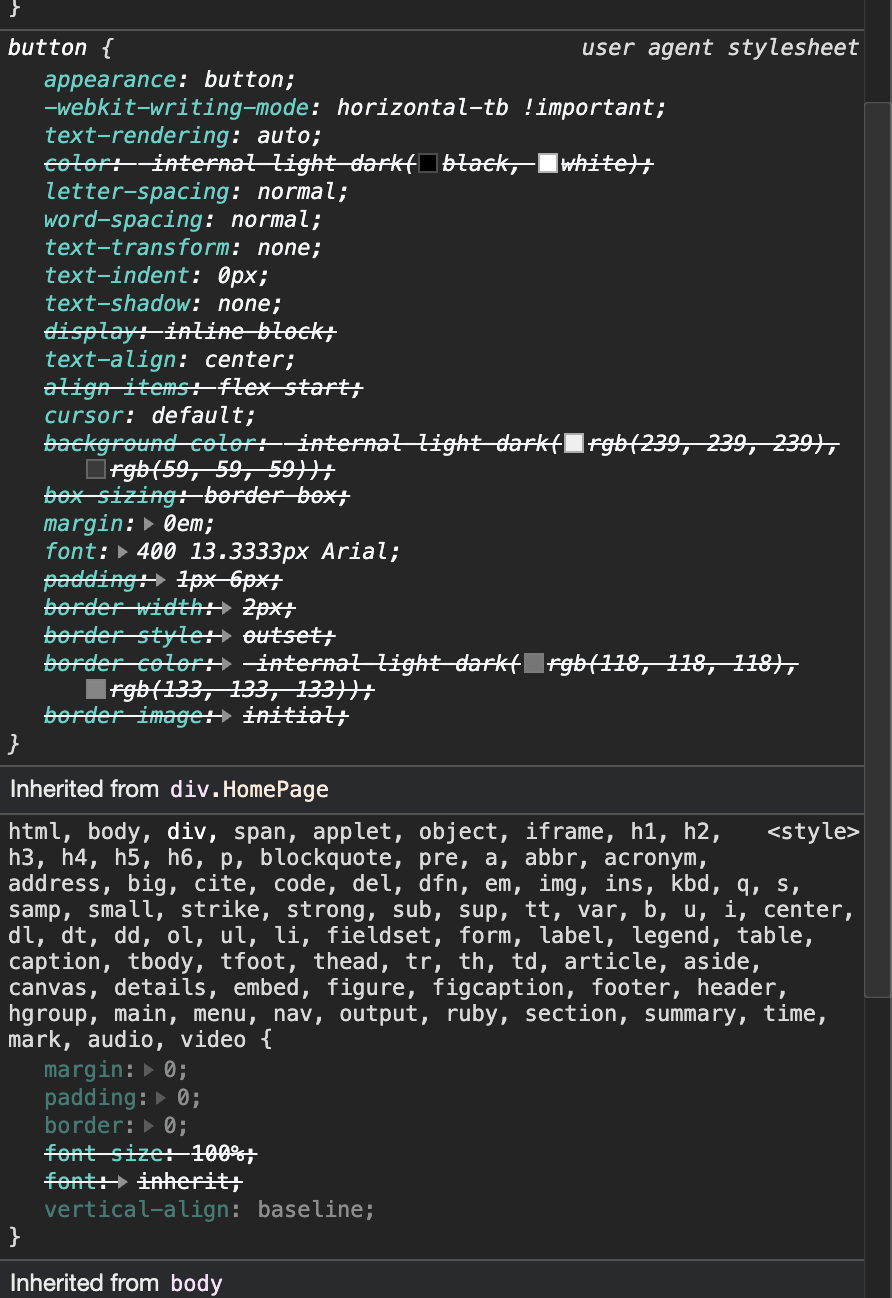 }
button {
user agent stylesheet
appearance: button;
-webkit-writing-mode: horizontal-tb !important;
text-rendering: auto;
color: -internal-light-dark(black, white);
letter-spacing: normal;
word-spacing: normal;
text-transform: none;
text-indent: 0px;
text-shadow: none;
display: inline-block;
text-align: center;
align-items: flex-start;
cursor: default;
background-color: -internal-light-dark(rgb(239, 239, 239),
rgb(59, 59, 59));
box-sizing: border-box;
margin: 0em;
font: 400 13.3333px Arial;
padding: 1px 6px;
border-width: 2px;
border-style: outset;
border-color: -internal-light-dark(rgb(118, 118, 118),
rgb(133, 133, 133));
border-image: initial;
}
Inherited from div.HomePage
html, body, div, span, applet, object, iframe, h1, h2,
<style>
h3, h4, h5, h6, p, blockquote, pre, a, abbr, acronym,
address, big, cite, code, del, dfn, em, img, ins, kbd, q, s,
samp, small, strike, strong, sub, sup, tt, var, b, u, i, center,
dl, dt, dd, ol, ul, li, fieldset, form, label, legend, table,
caption, tbody, tfoot, thead, tr, th, td, article, aside,
canvas, details, embed, figure, figcaption, footer, header,
hgroup, main, menu, nav, output, ruby, section, summary, time,
mark, audio, video {
margin: 0;
padding: 0;
border: 0;
font-size: 100%;
font: inherit;
vertical-align: baseline;
}
Inherited from body